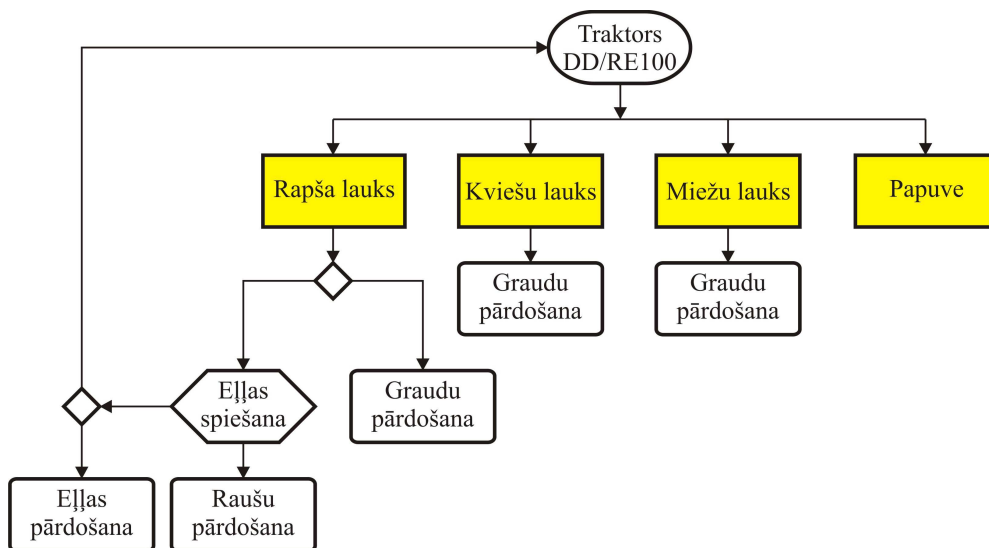 Traktors
DD/RE100
Rapša lauks
Kviešu lauks
Miežu lauks
Papuve
Graudu
pārdošana
Graudu
pārdošana
Eļļas
spiešana
Graudu
pārdošana
Eļļas
pārdošana
Raušu
pārdošana